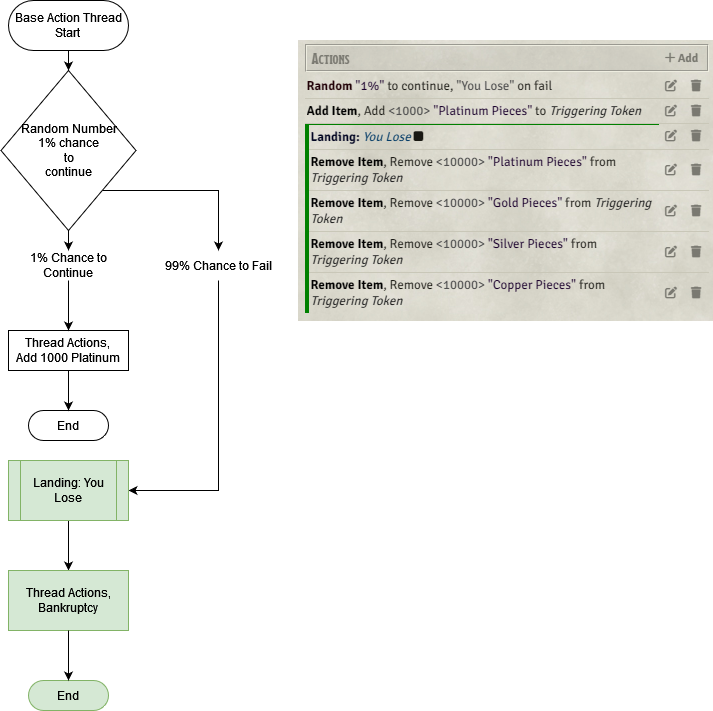 Base Action Thread
Start
Random Number
1% chance
to
continue
1% Chance to
Continue
99% Chance to Fail
Thread Actions,
Add 1000 Platinum
End
Landing: You
Lose
Thread Actions,
Bankruptcy
End
ACTIONS + Add
Random "1%" to continue, "You Lose" on fail
Add Item, Add <1000> "Platinum Pieces" to Triggering Token
Landing: You Lose
Remove Item, Remove <10000> "Platinum Pieces" from
Triggering Token
Remove Item, Remove <10000> "Gold Pieces" from Triggering
Token
Remove Item, Remove <10000> "Silver Pieces" from
Triggering Token
Remove Item, Remove <10000> "Copper Pieces" from
Triggering Token